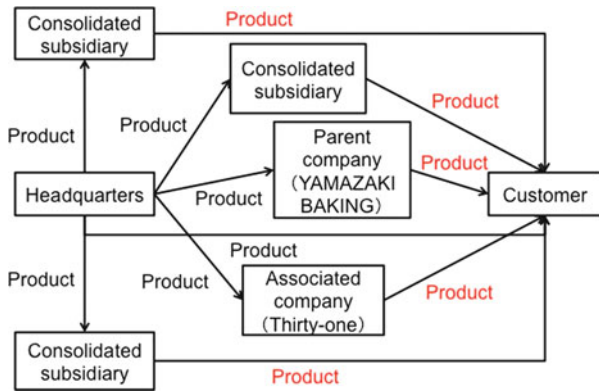 Product
Consolidated
subsidiary
Consolidated
subsidiary
Product
Product
Product
Parent
company
(YAMAZAKI
BAKING)
Product
Headquarters
Product
Customer
Product
Product
Product
Associated
company
(Thirty-one)
Product
Consolidated
subsidiary
Product